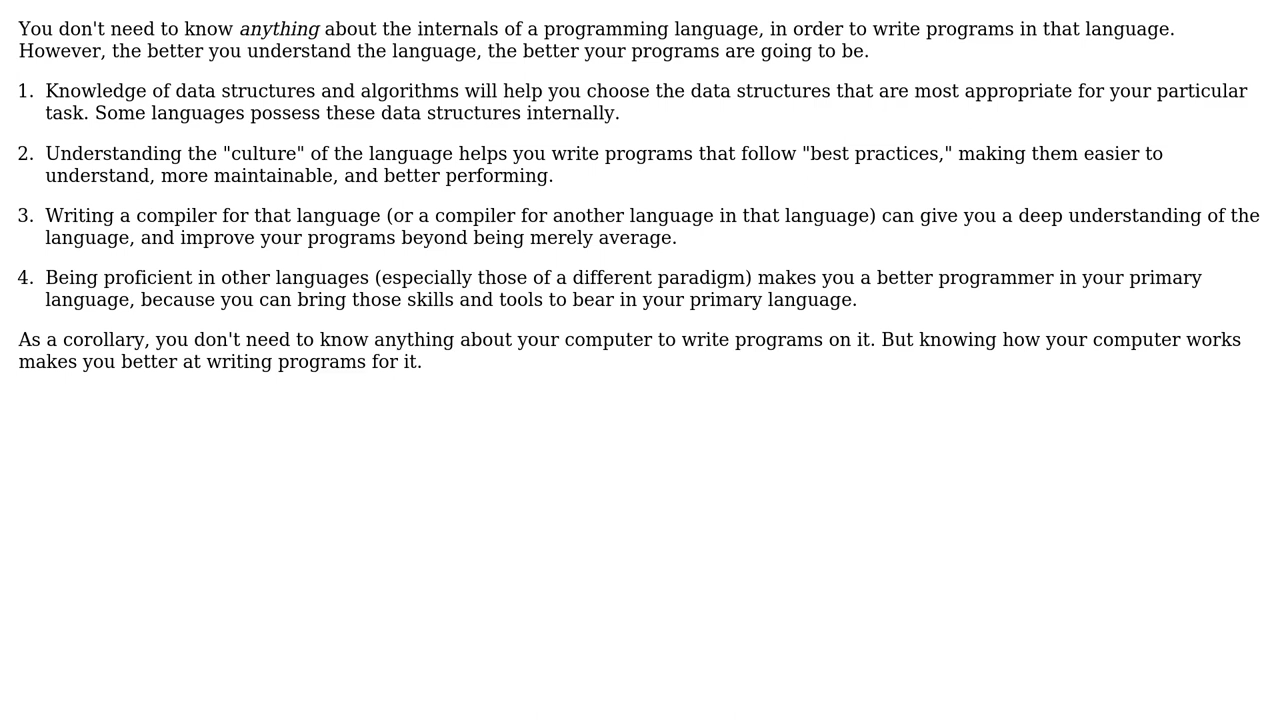 You don't need to know anything about the internals of a programming language, in order to write programs in that language.
However, the better you understand the language, the better your programs are going to be.
1. Knowledge of data structures and algorithms will help you choose the data structures that are most appropriate for your particular
task. Some languages possess these data structures internally.
2. Understanding the "culture" of the language helps you write programs that follow "best practices," making them easier to
understand, more maintainable, and better performing.
3. Writing a compiler for that language (or a compiler for another language in that language) can give you a deep understanding of the
language, and improve your programs beyond being merely average.
4. Being proficient in other languages (especially those of a different paradigm) makes you a better programmer in your primary
language, because you can bring those skills and tools to bear in your primary language.
As a corollary, you don't need to know anything about your computer to write programs on it. But knowing how your computer works
makes you better at writing programs for it.